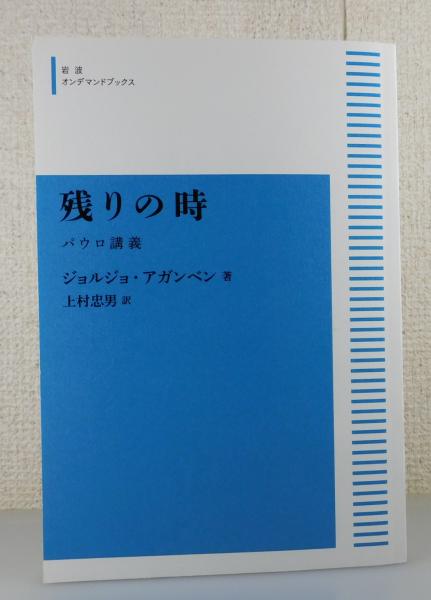 岩波
オンデマンドブックス
残りの時
パウロ講義
ジョルジョ・アガンベン 著
上村忠男 訳